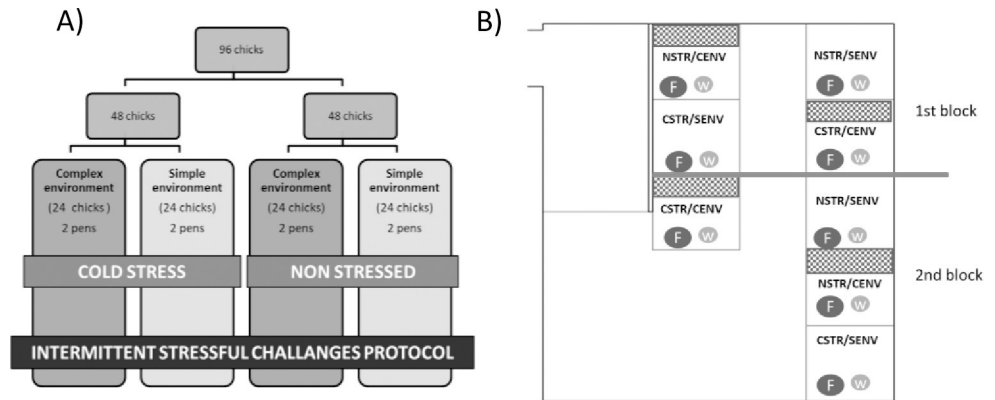 A)
96 chicks
48 chicks
48 chicks
Complex
environment
(24 chicks)
2 pens
Simple
environment
(24 chicks)
2 pens
Complex
environment
(24 chicks)
2 pens
Simple
environment
(24 chicks)
2 pens
COLD STRESS
NON STRESSED
INTERMITTENT STRESSFUL CHALLANGES PROTOCOL
B)
NSTR/CENV
F W
CSTR/SENV
F W
CSTR/CENV
F W
NSTR/SENV
F W
CSTR/CENV
F W
NSTR/SENV
F W
NSTR/CENV
F W
CSTR/SENV
F W
1st block
2nd block